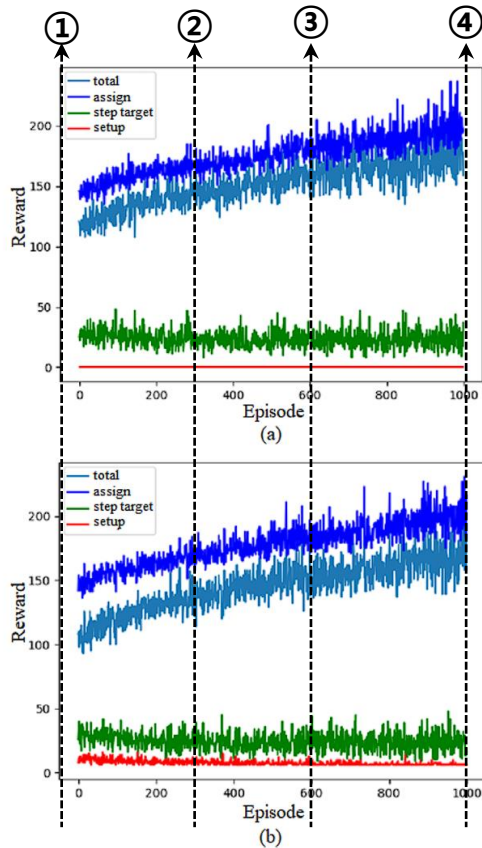 ① ② ③ ④
total
assign
step target
setup
200
150
100
50
0
Reward
0 200 400 600 800 1000
Episode
(a)
total
assign
step target
setup
200
150
100
50
0
Reward
0 200 400 600 800 1000
Episode
(b)